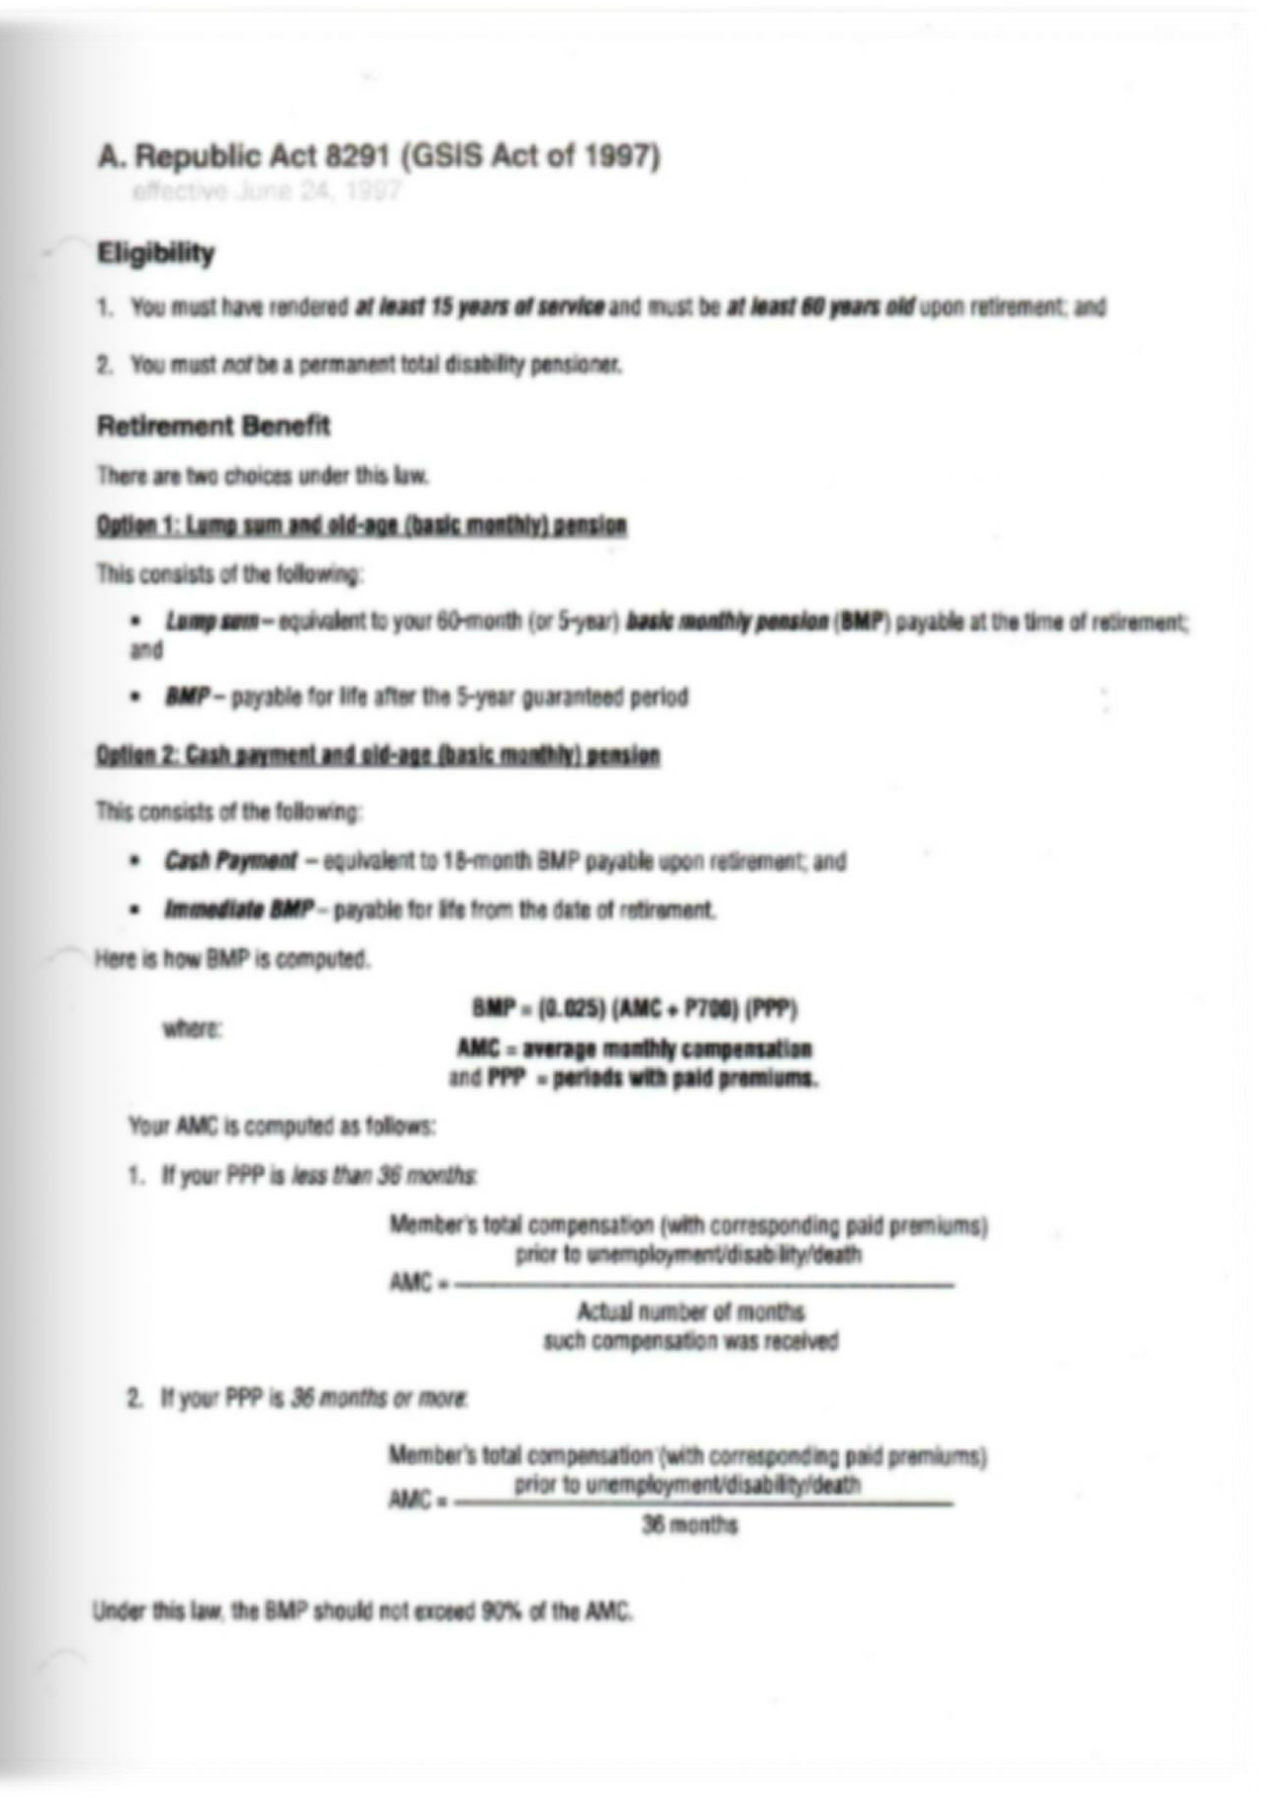 A. Republic Act 8291 (GSIS Act of 1997)
effective June 24, 1997
Eligibility
1. You must have rendered at least 15 years of service and must be at least 60 years old upon retirement; and
2. You must not be a permanent total disability pensioner.
Retirement Benefit
There are two choices under this law.
Option 1: Lump sum and old-age (basic monthly) pension
This consists of the following:
• Lump sum – equivalent to your 60-month (or 5-year) basic monthly pension (BMP) payable at the time of retirement;
and
• BMP – payable for life after the 5-year guaranteed period
Option 2: Cash payment and old-age (basic monthly) pension
This consists of the following:
• Cash Payment – equivalent to 18-month BMP payable upon retirement; and
• Immediate BMP – payable for life from the date of retirement.
Here is how BMP is computed.
BMP = (0.025) (AMC + P700) (PPP)
where:
AMC = average monthly compensation
and PPP = periods with paid premiums.
Your AMC is computed as follows:
1. If your PPP is less than 36 months:
Member's total compensation (with corresponding paid premiums)
prior to unemployment/disability/death
AMC =
Actual number of months
such compensation was received
2. If your PPP is 36 months or more:
Member's total compensation (with corresponding paid premiums)
prior to unemployment/disability/death
AMC =
36 months
Under this law, the BMP should not exceed 90% of the AMC.